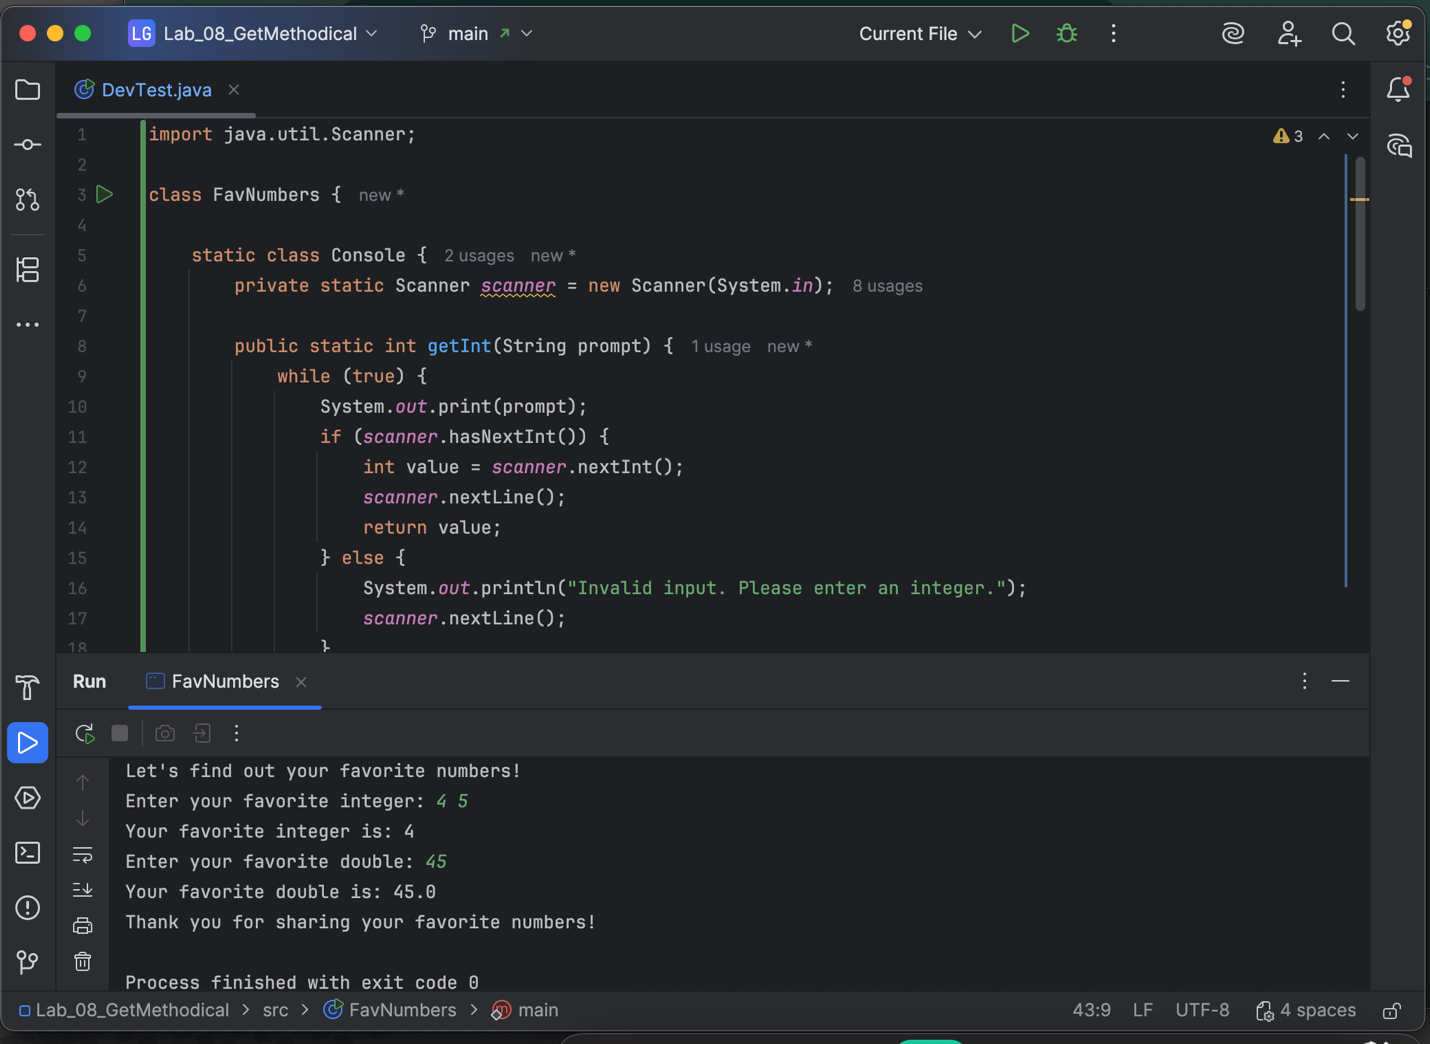 LG Lab_08_GetMethodical main Current File
DevTest.java
1 import java.util.Scanner;
2
3 class FavNumbers { new *
4
5 static class Console { 2 usages new *
6 private static Scanner scanner = new Scanner(System.in); 8 usages
7
8 public static int getInt(String prompt) { 1 usage new *
9 while (true) {
10 System.out.print(prompt);
11 if (scanner.hasNextInt()) {
12 int value = scanner.nextInt();
13 scanner.nextLine();
14 return value;
15 } else {
16 System.out.println("Invalid input. Please enter an integer.");
17 scanner.nextLine();
18 }
3
Run FavNumbers
Let's find out your favorite numbers!
Enter your favorite integer: 4 5
Your favorite integer is: 4
Enter your favorite double: 45
Your favorite double is: 45.0
Thank you for sharing your favorite numbers!
Process finished with exit code 0
Lab_08_GetMethodical > src > FavNumbers > m main 43:9 LF UTF-8 4 spaces